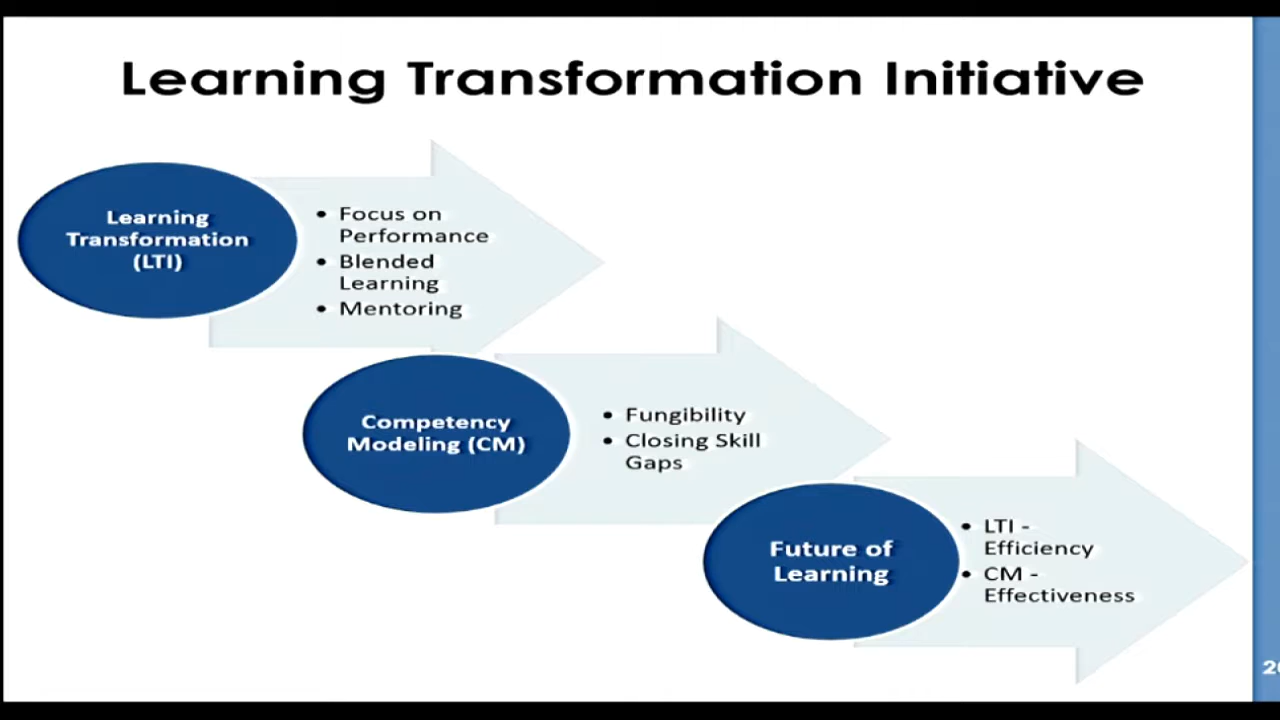 Learning Transformation Initiative
Learning
Transformation
(LTI)
• Focus on
Performance
• Blended
Learning
• Mentoring
Competency
Modeling (CM)
• Fungibility
• Closing Skill
Gaps
Future of
Learning
• LTI -
Efficiency
• CM -
Effectiveness